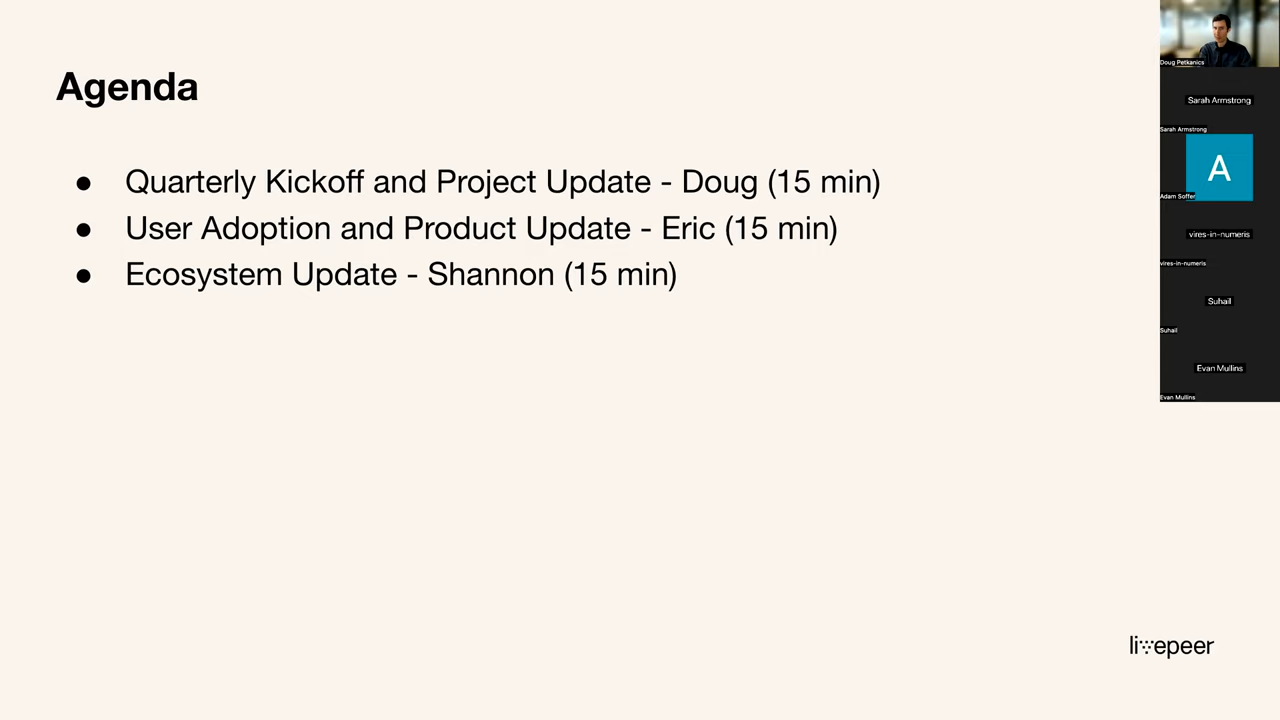 Agenda
● Quarterly Kickoff and Project Update - Doug (15 min)
● User Adoption and Product Update - Eric (15 min)
● Ecosystem Update - Shannon (15 min)
Doug Petkanics
Sarah Armstrong
Sarah Armstrong
A
Adam Soffer
vires-in-numeris
vires-in-numeris
Suhail
Suhail
Evan Mullins
Evan Mullins
livepeer